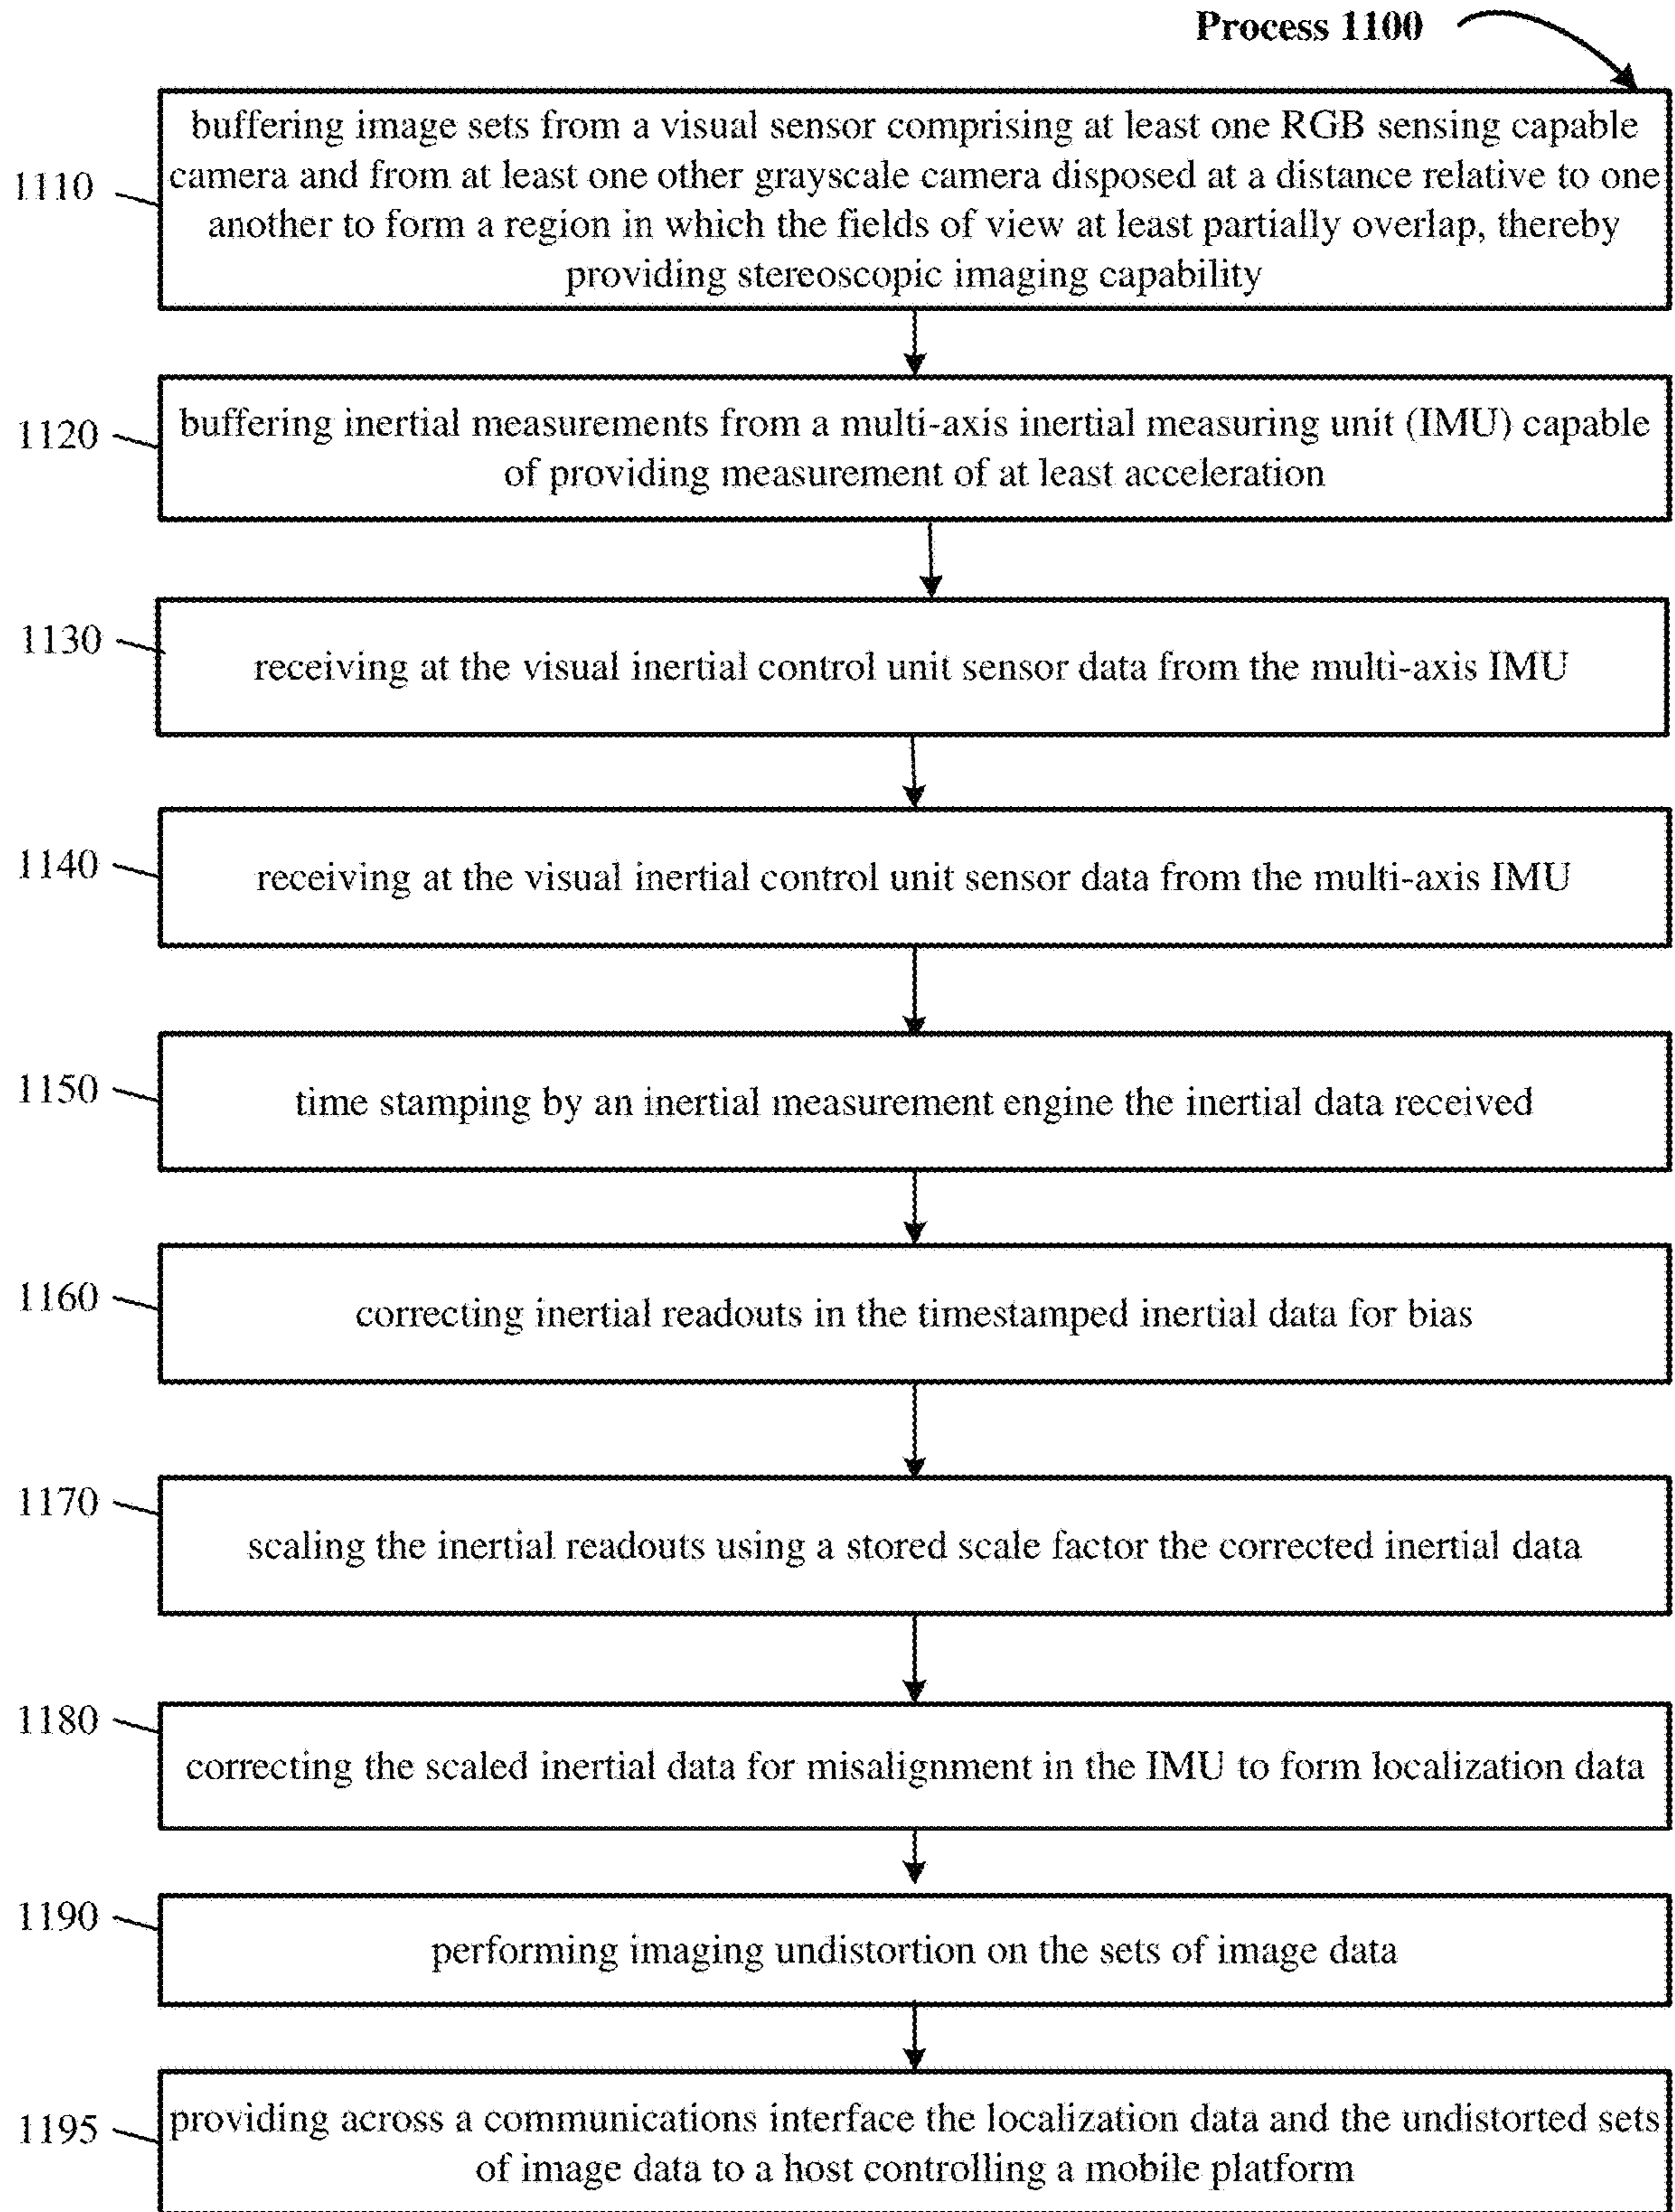 Process 1100
1110
buffering image sets from a visual sensor comprising at least one RGB sensing capable
camera and from at least one other grayscale camera disposed at a distance relative to one
another to form a region in which the fields of view at least partially overlap, thereby
providing stereoscopic imaging capability
1120
buffering inertial measurements from a multi-axis inertial measuring unit (IMU) capable
of providing measurement of at least acceleration
1130
receiving at the visual inertial control unit sensor data from the multi-axis IMU
1140
receiving at the visual inertial control unit sensor data from the multi-axis IMU
1150
time stamping by an inertial measurement engine the inertial data received
1160
correcting inertial readouts in the timestamped inertial data for bias
1170
scaling the inertial readouts using a stored scale factor the corrected inertial data
1180
correcting the scaled inertial data for misalignment in the IMU to form localization data
1190
performing imaging undistortion on the sets of image data
1195
providing across a communications interface the localization data and the undistorted sets
of image data to a host controlling a mobile platform